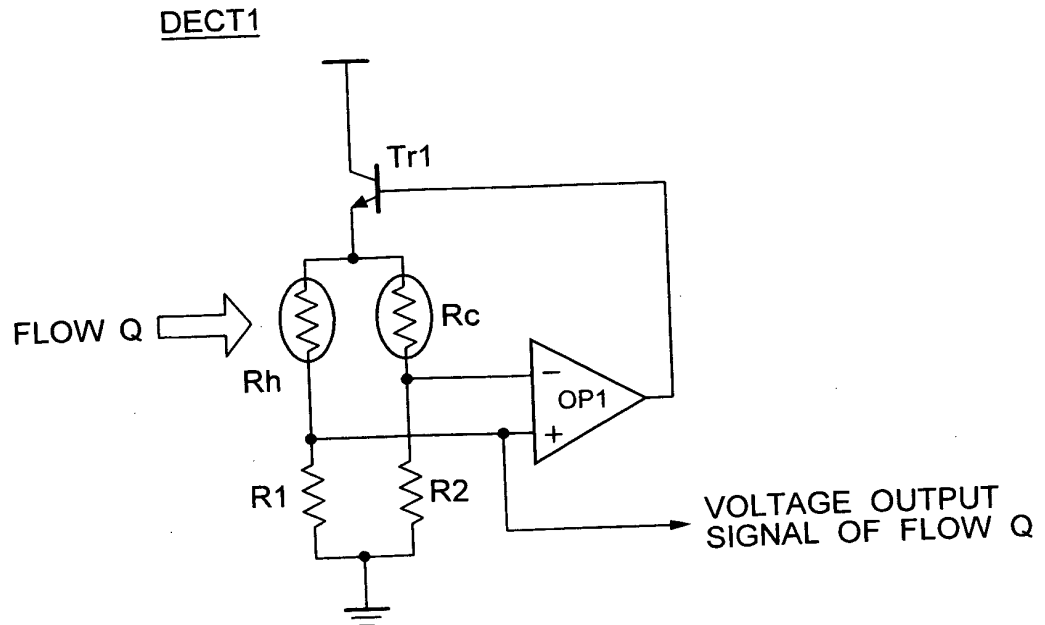 DECT1
Tr1
FLOW Q
Rh
Rc
−
OP1
+
R1
R2
VOLTAGE OUTPUT
SIGNAL OF FLOW Q